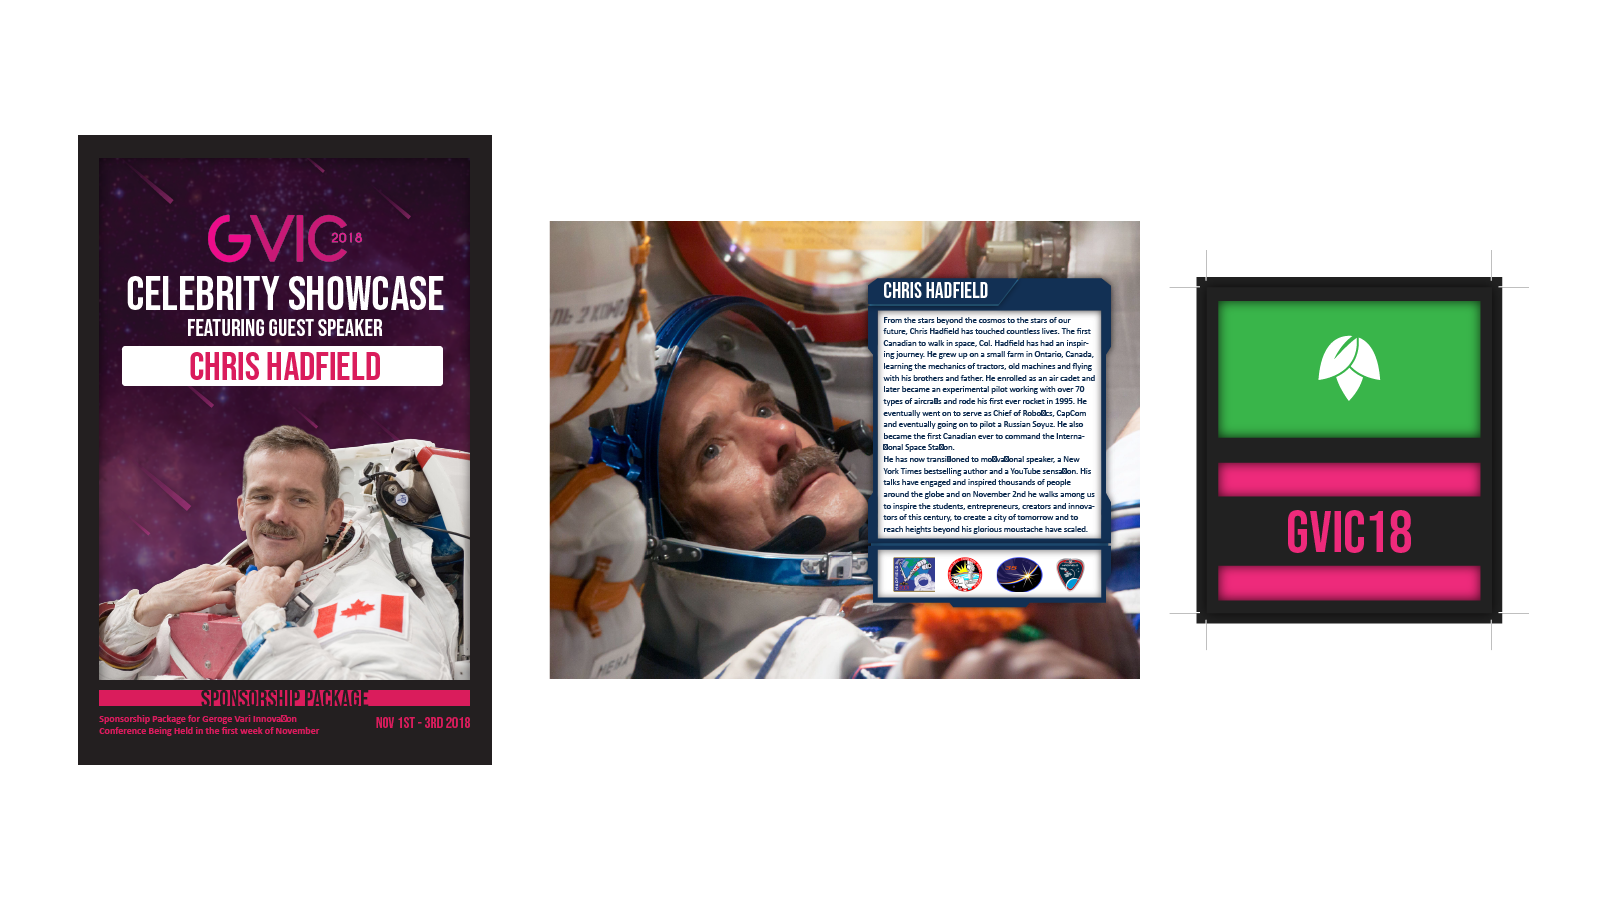 GVIC 2018
CELEBRITY SHOWCASE
FEATURING GUEST SPEAKER
CHRIS HADFIELD
SPONSORSHIP PACKAGE
Sponsorship Package for Geroge Vari Innova⍰on
Conference Being Held in the first week of November
NOV 1ST - 3RD 2018
CHRIS HADFIELD
From the stars beyond the cosmos to the stars of our
future, Chris Hadfield has touched countless lives. The first
Canadian to walk in space, Col. Hadfield has had an inspir-
ing journey. He grew up on a small farm in Ontario, Canada,
learning the mechanics of tractors, old machines and flying
with his brothers and father. He enrolled as an air cadet and
later became an experimental pilot working with over 70
types of aircra⍰s and rode his first ever rocket in 1995. He
eventually went on to serve as Chief of Robo⍰cs, CapCom
and eventually going on to pilot a Russian Soyuz. He also
became the first Canadian ever to command the Interna-
⍰onal Space Sta⍰on.
He has now transi⍰oned to mo⍰va⍰onal speaker, a New
York Times bestselling author and a YouTube sensa⍰on. His
talks have engaged and inspired thousands of people
around the globe and on November 2nd he walks among us
to inspire the students, entrepreneurs, creators and innova-
tors of this century, to create a city of tomorrow and to
reach heights beyond his glorious moustache have scaled.
GVIC18